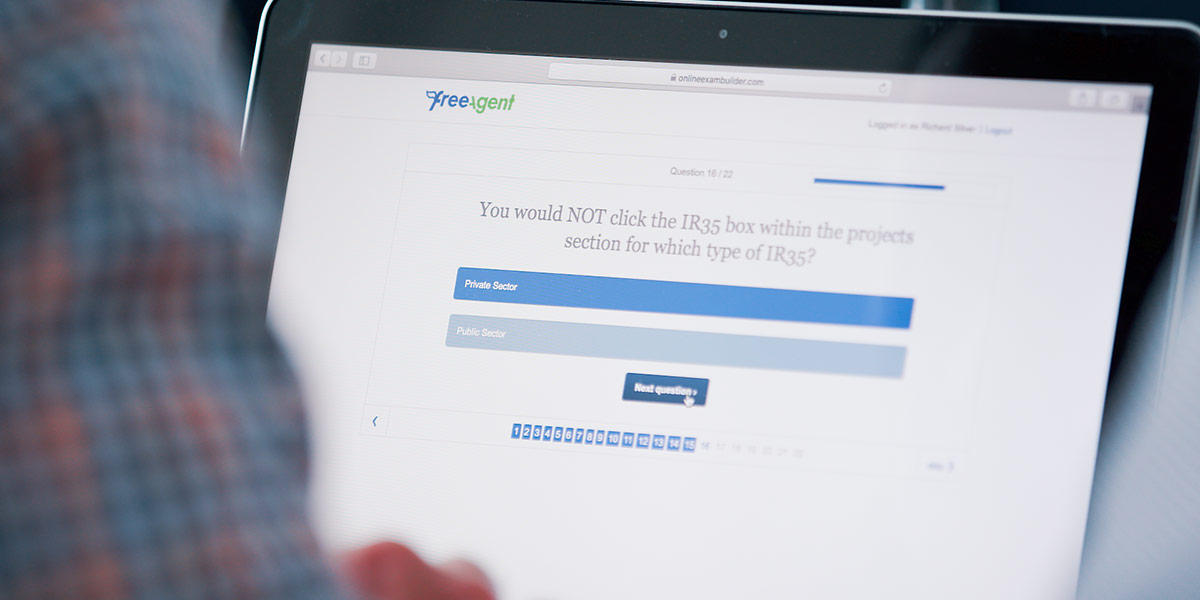 onlineexambuilder.com
freeagent
Logged in as Richard Silver | Logout
Question 16 / 22
You would NOT click the IR35 box within the projects
section for which type of IR35?
Private Sector
Public Sector
Next question ›
1 2 3 4 5 6 7 8 9 10 11 12 13 14 15 16 17 18 19 20 21 22